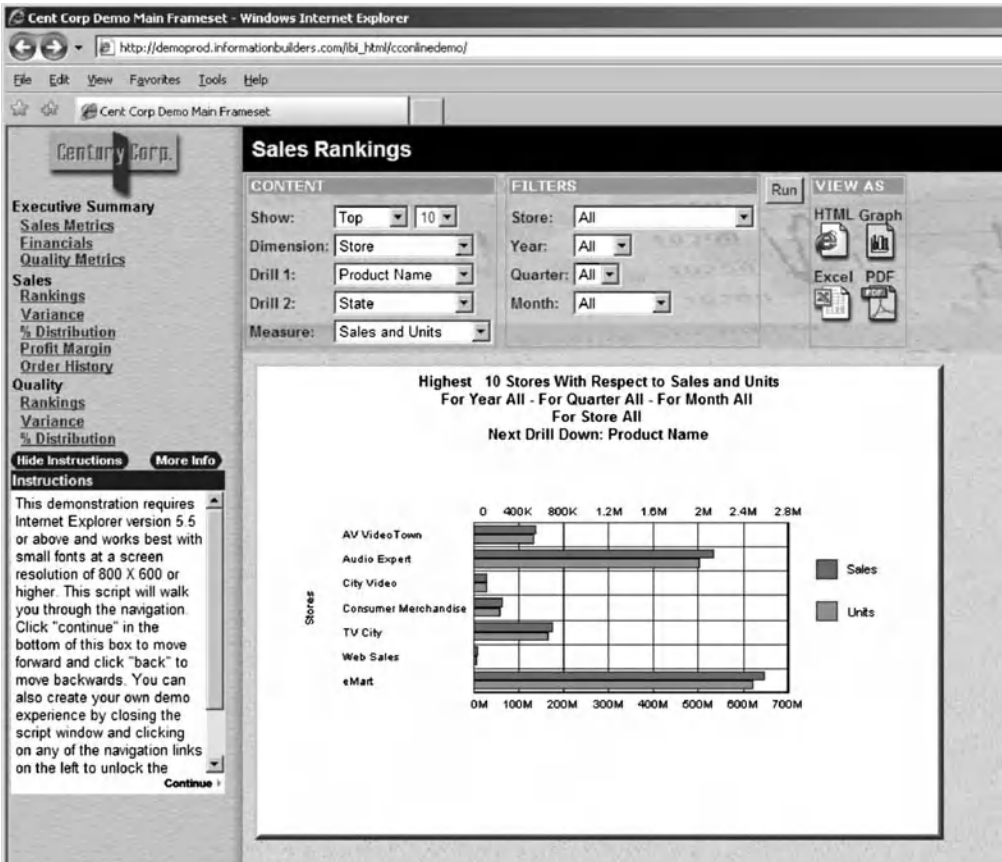 Cent Corp Demo Main Frameset - Windows Internet Explorer
http://demoprod.informationbuilders.com/ibi_html/cconlinedemo/
File Edit View Favorites Tools Help
Cent Corp Demo Main Frameset
Century Corp.
Executive Summary
Sales Metrics
Financials
Quality Metrics
Sales
Rankings
Variance
% Distribution
Profit Margin
Order History
Quality
Rankings
Variance
% Distribution
Hide Instructions More Info
Instructions
This demonstration requires
Internet Explorer version 5.5
or above and works best with
small fonts at a screen
resolution of 800 X 600 or
higher. This script will walk
you through the navigation.
Click "continue" in the
bottom of this box to move
forward and click "back" to
move backwards. You can
also create your own demo
experience by closing the
script window and clicking
on any of the navigation links
on the left to unlock the
Continue
Sales Rankings
CONTENT
Show: Top 10
Dimension: Store
Drill 1: Product Name
Drill 2: State
Measure: Sales and Units
FILTERS
Store: All
Year: All
Quarter: All
Month: All
Run
VIEW AS
HTML Graph
Excel PDF
Highest 10 Stores With Respect to Sales and Units
For Year All - For Quarter All - For Month All
For Store All
Next Drill Down: Product Name
0 400K 800K 1.2M 1.6M 2M 2.4M 2.8M
Stores
AV VideoTown
Audio Expert
City Video
Consumer Merchandise
TV City
Web Sales
eMart
0M 100M 200M 300M 400M 500M 600M 700M
Sales
Units